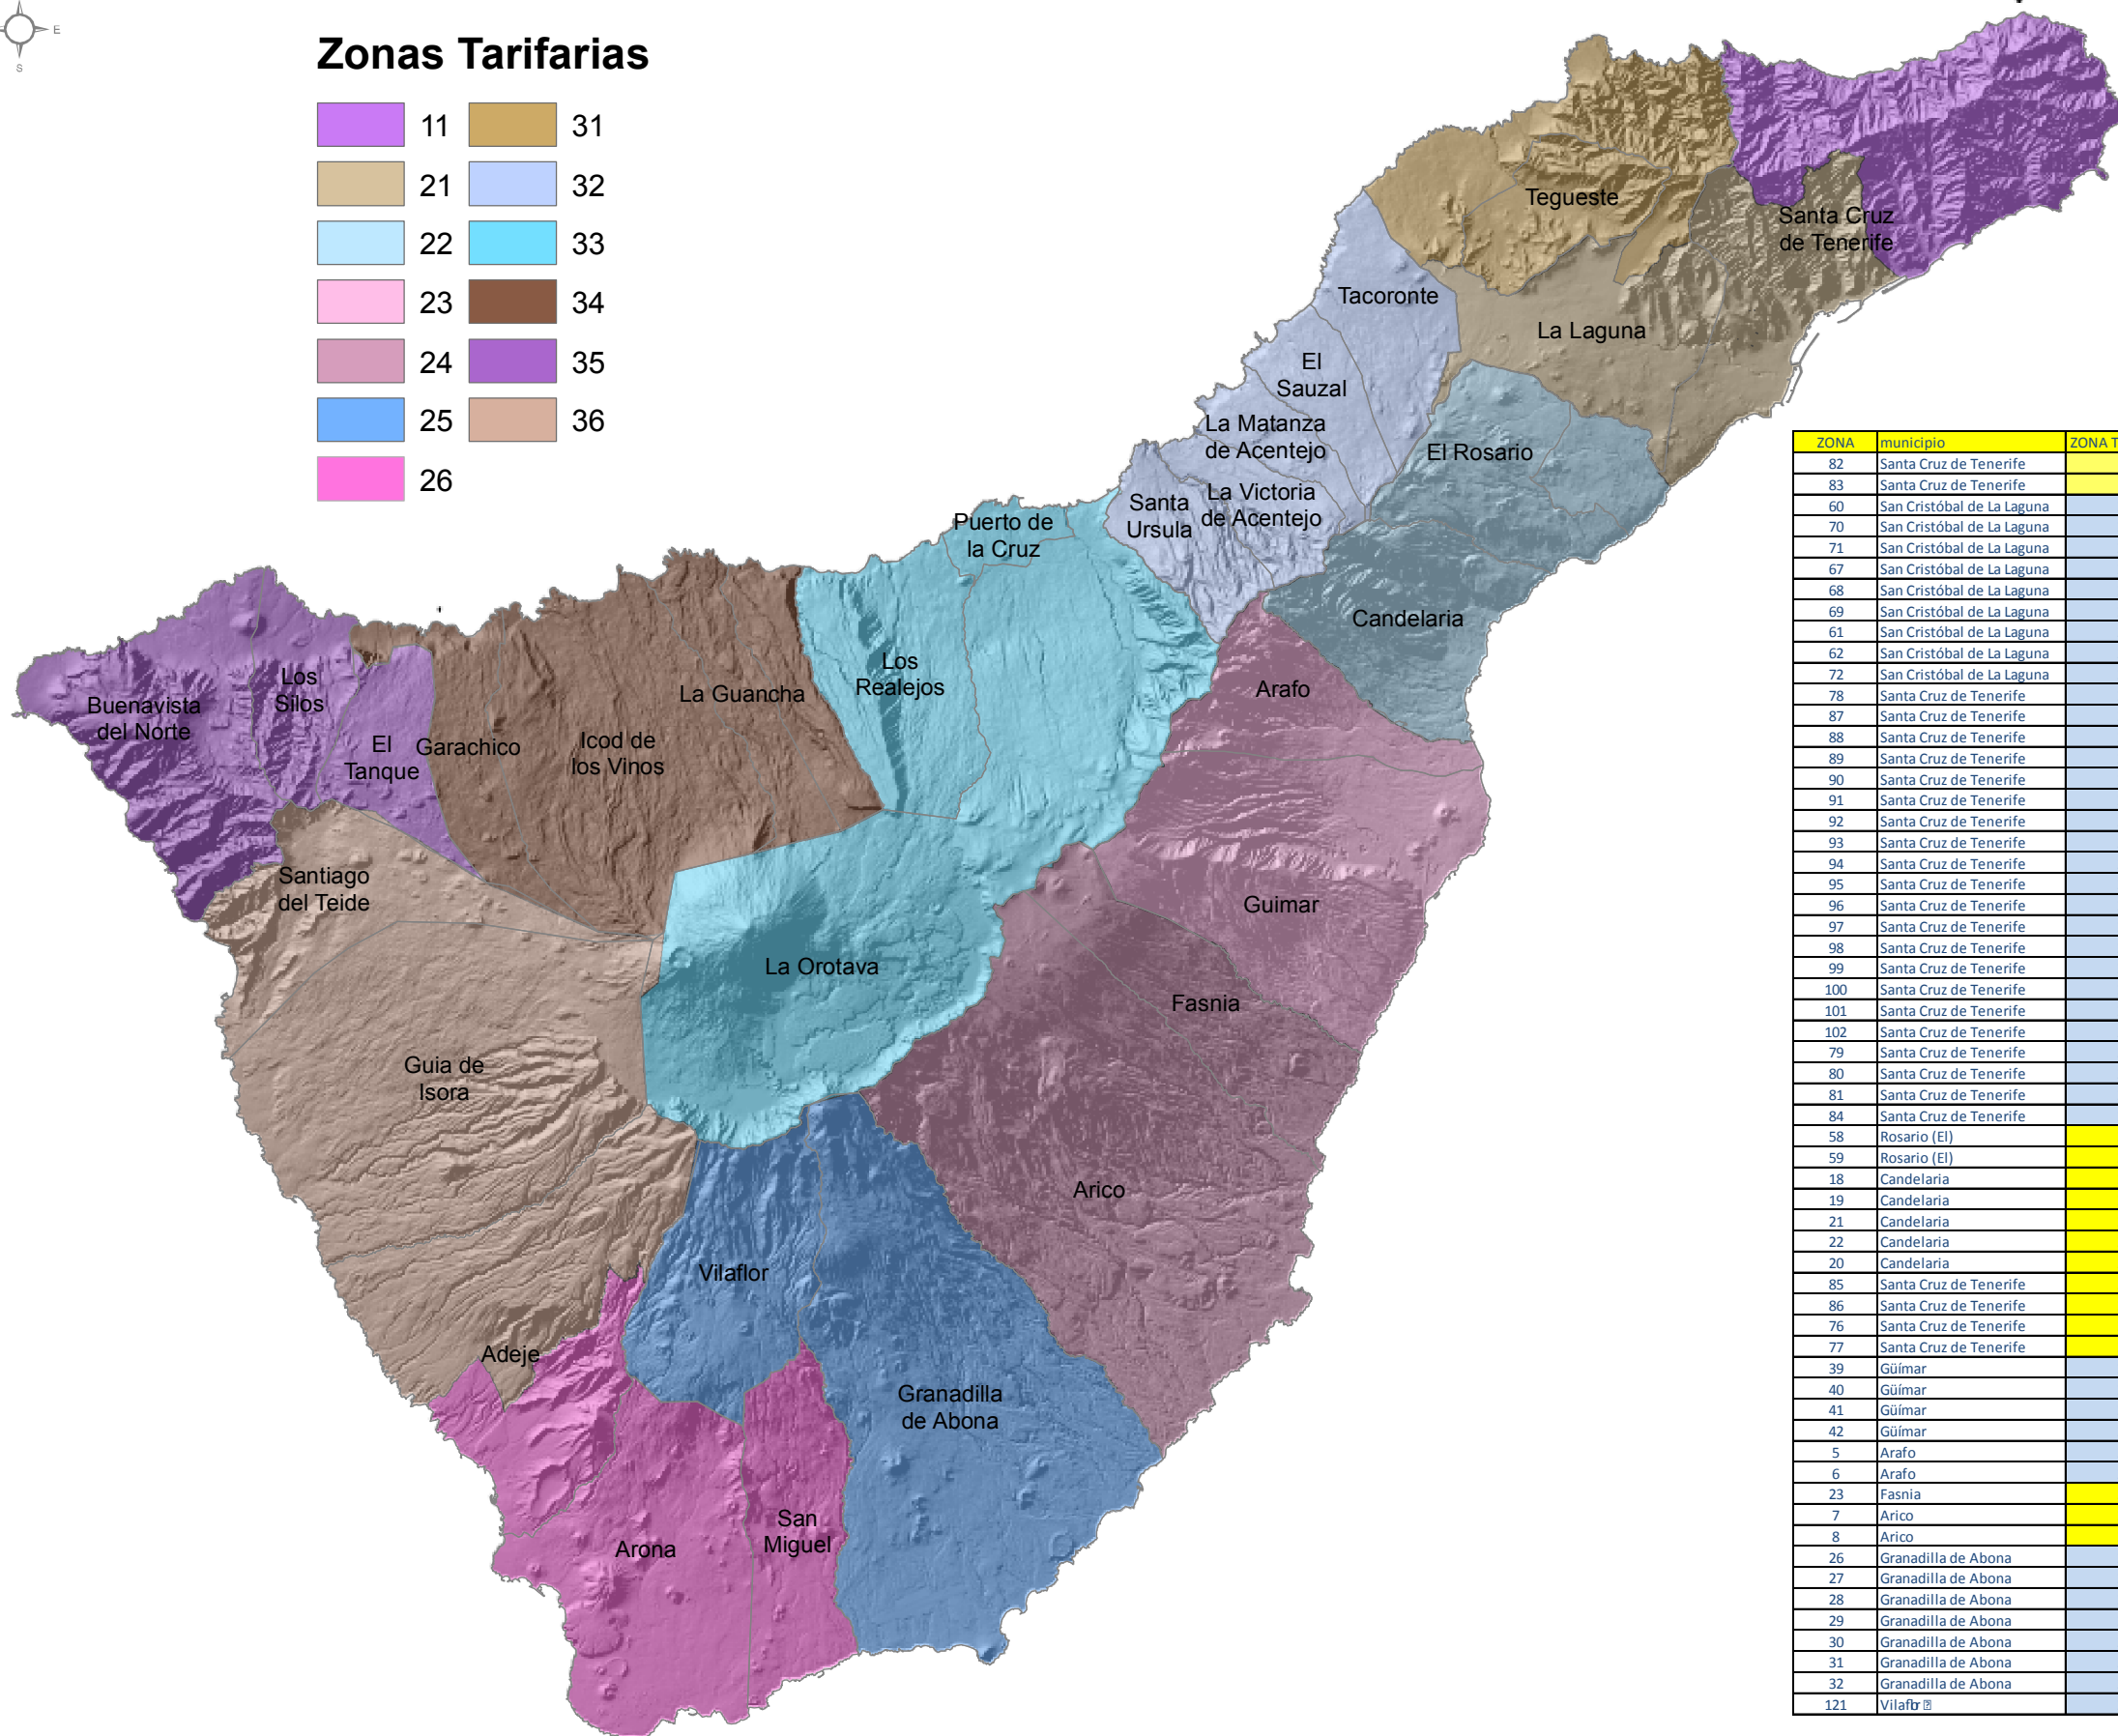 E
S
Zonas Tarifarias
11 31
21 32
22 33
23 34
24 35
25 36
26
Tegueste
Santa Cruz
de Tenerife
Tacoronte
La Laguna
El
Sauzal
La Matanza
de Acentejo
El Rosario
La Victoria
de Acentejo
Santa
Ursula
Puerto de
la Cruz
Candelaria
Los
Realejos
Arafo
La Guancha
Los
Silos
Buenavista
del Norte
El
Tanque
Garachico
Icod de
los Vinos
Santiago
del Teide
Guimar
La Orotava
Fasnia
Guia de
Isora
Arico
Vilaflor
Adeje
Granadilla
de Abona
San
Miguel
Arona
ZONA municipio ZONA T
82 Santa Cruz de Tenerife
83 Santa Cruz de Tenerife
60 San Cristóbal de La Laguna
70 San Cristóbal de La Laguna
71 San Cristóbal de La Laguna
67 San Cristóbal de La Laguna
68 San Cristóbal de La Laguna
69 San Cristóbal de La Laguna
61 San Cristóbal de La Laguna
62 San Cristóbal de La Laguna
72 San Cristóbal de La Laguna
78 Santa Cruz de Tenerife
87 Santa Cruz de Tenerife
88 Santa Cruz de Tenerife
89 Santa Cruz de Tenerife
90 Santa Cruz de Tenerife
91 Santa Cruz de Tenerife
92 Santa Cruz de Tenerife
93 Santa Cruz de Tenerife
94 Santa Cruz de Tenerife
95 Santa Cruz de Tenerife
96 Santa Cruz de Tenerife
97 Santa Cruz de Tenerife
98 Santa Cruz de Tenerife
99 Santa Cruz de Tenerife
100 Santa Cruz de Tenerife
101 Santa Cruz de Tenerife
102 Santa Cruz de Tenerife
79 Santa Cruz de Tenerife
80 Santa Cruz de Tenerife
81 Santa Cruz de Tenerife
84 Santa Cruz de Tenerife
58 Rosario (El)
59 Rosario (El)
18 Candelaria
19 Candelaria
21 Candelaria
22 Candelaria
20 Candelaria
85 Santa Cruz de Tenerife
86 Santa Cruz de Tenerife
76 Santa Cruz de Tenerife
77 Santa Cruz de Tenerife
39 Güímar
40 Güímar
41 Güímar
42 Güímar
5 Arafo
6 Arafo
23 Fasnia
7 Arico
8 Arico
26 Granadilla de Abona
27 Granadilla de Abona
28 Granadilla de Abona
29 Granadilla de Abona
30 Granadilla de Abona
31 Granadilla de Abona
32 Granadilla de Abona
121